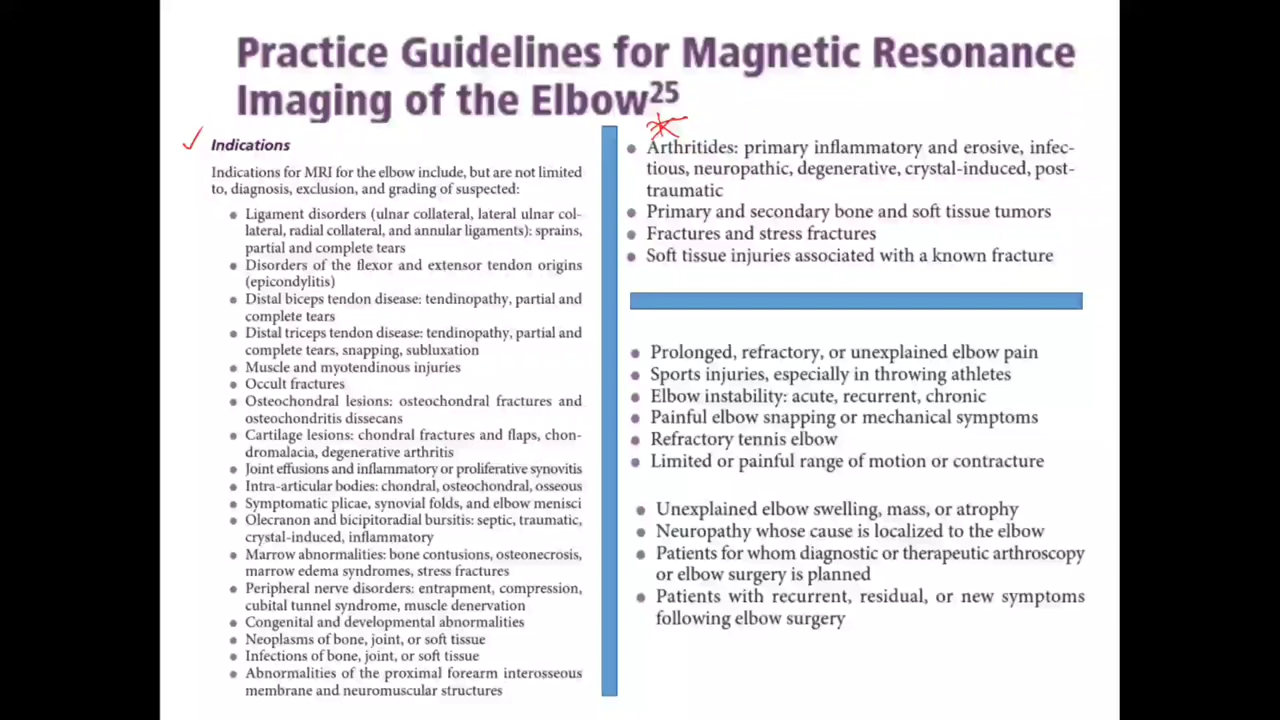 Practice Guidelines for Magnetic Resonance
Imaging of the Elbow25
Indications
Indications for MRI for the elbow include, but are not limited
to, diagnosis, exclusion, and grading of suspected:
● Ligament disorders (ulnar collateral, lateral ulnar col-
lateral, radial collateral, and annular ligaments): sprains,
partial and complete tears
● Disorders of the flexor and extensor tendon origins
(epicondylitis)
● Distal biceps tendon disease: tendinopathy, partial and
complete tears
● Distal triceps tendon disease: tendinopathy, partial and
complete tears, snapping, subluxation
● Muscle and myotendinous injuries
● Occult fractures
● Osteochondral lesions: osteochondral fractures and
osteochondritis dissecans
● Cartilage lesions: chondral fractures and flaps, chon-
dromalacia, degenerative arthritis
● Joint effusions and inflammatory or proliferative synovitis
● Intra-articular bodies: chondral, osteochondral, osseous
● Symptomatic plicae, synovial folds, and elbow menisci
● Olecranon and bicipitoradial bursitis: septic, traumatic,
crystal-induced, inflammatory
● Marrow abnormalities: bone contusions, osteonecrosis,
marrow edema syndromes, stress fractures
● Peripheral nerve disorders: entrapment, compression,
cubital tunnel syndrome, muscle denervation
● Congenital and developmental abnormalities
● Neoplasms of bone, joint, or soft tissue
● Infections of bone, joint, or soft tissue
● Abnormalities of the proximal forearm interosseous
membrane and neuromuscular structures
● Arthritides: primary inflammatory and erosive, infec-
tious, neuropathic, degenerative, crystal-induced, post-
traumatic
● Primary and secondary bone and soft tissue tumors
● Fractures and stress fractures
● Soft tissue injuries associated with a known fracture
● Prolonged, refractory, or unexplained elbow pain
● Sports injuries, especially in throwing athletes
● Elbow instability: acute, recurrent, chronic
● Painful elbow snapping or mechanical symptoms
● Refractory tennis elbow
● Limited or painful range of motion or contracture
● Unexplained elbow swelling, mass, or atrophy
● Neuropathy whose cause is localized to the elbow
● Patients for whom diagnostic or therapeutic arthroscopy
or elbow surgery is planned
● Patients with recurrent, residual, or new symptoms
following elbow surgery